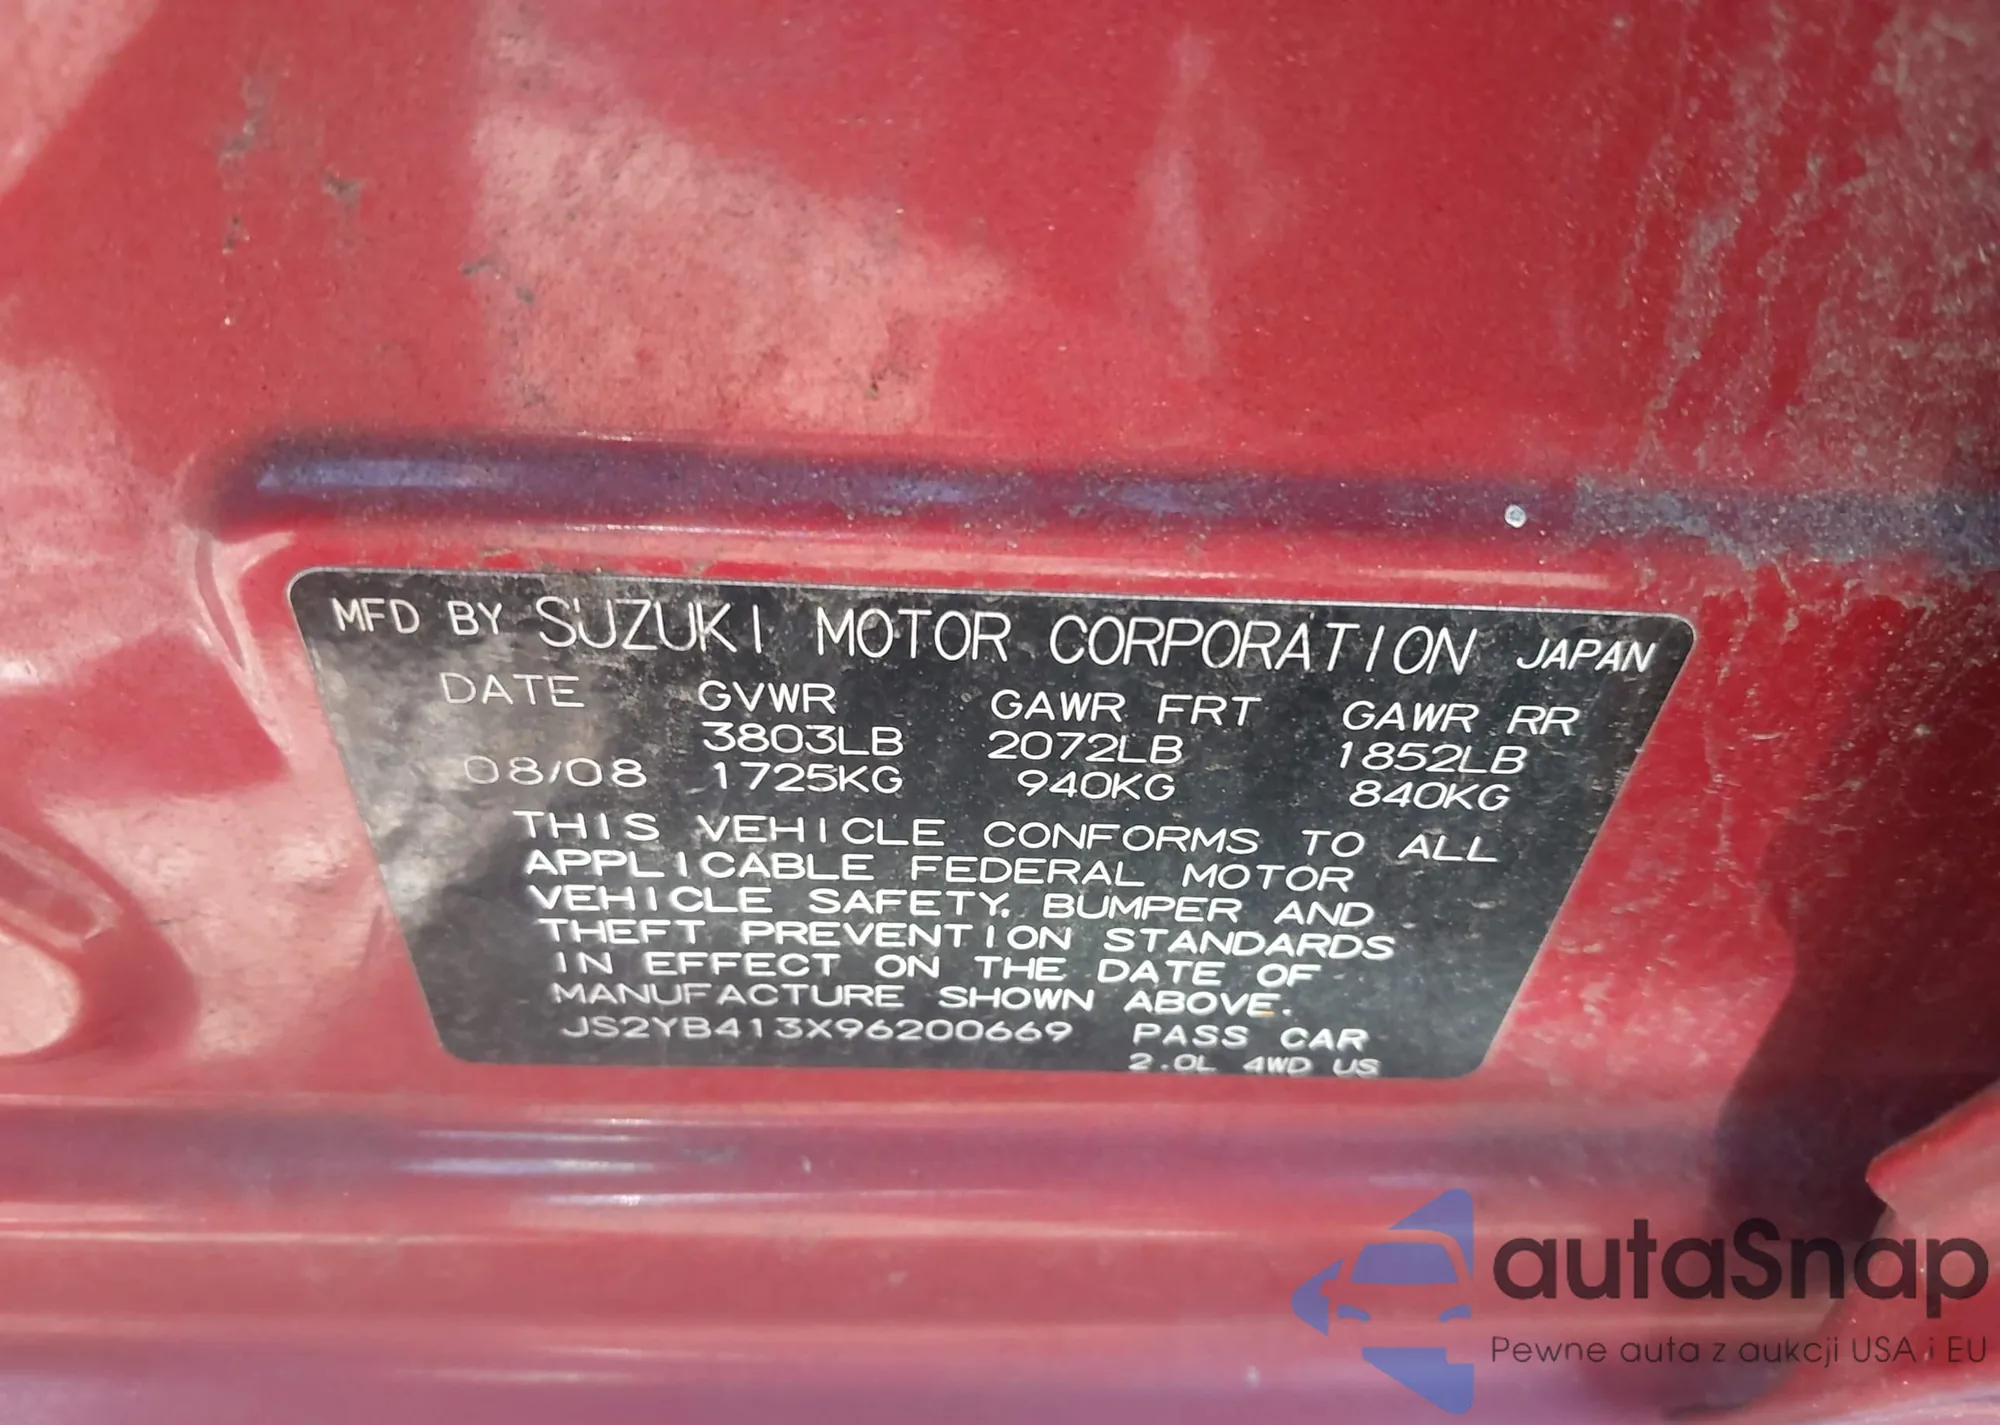 MFD BY SUZUKI MOTOR CORPORATION JAPAN
DATE GVWR GAWR FRT GAWR RR
3803LB 2072LB 1852LB
08/08 1725KG 940KG 840KG
THIS VEHICLE CONFORMS TO ALL
APPLICABLE FEDERAL MOTOR
VEHICLE SAFETY, BUMPER AND
THEFT PREVENTION STANDARDS
IN EFFECT ON THE DATE OF
MANUFACTURE SHOWN ABOVE.
JS2YB413X96200669 PASS CAR
2.0L 4WD US
autaSnap
Pewne auta z aukcji USA i EU